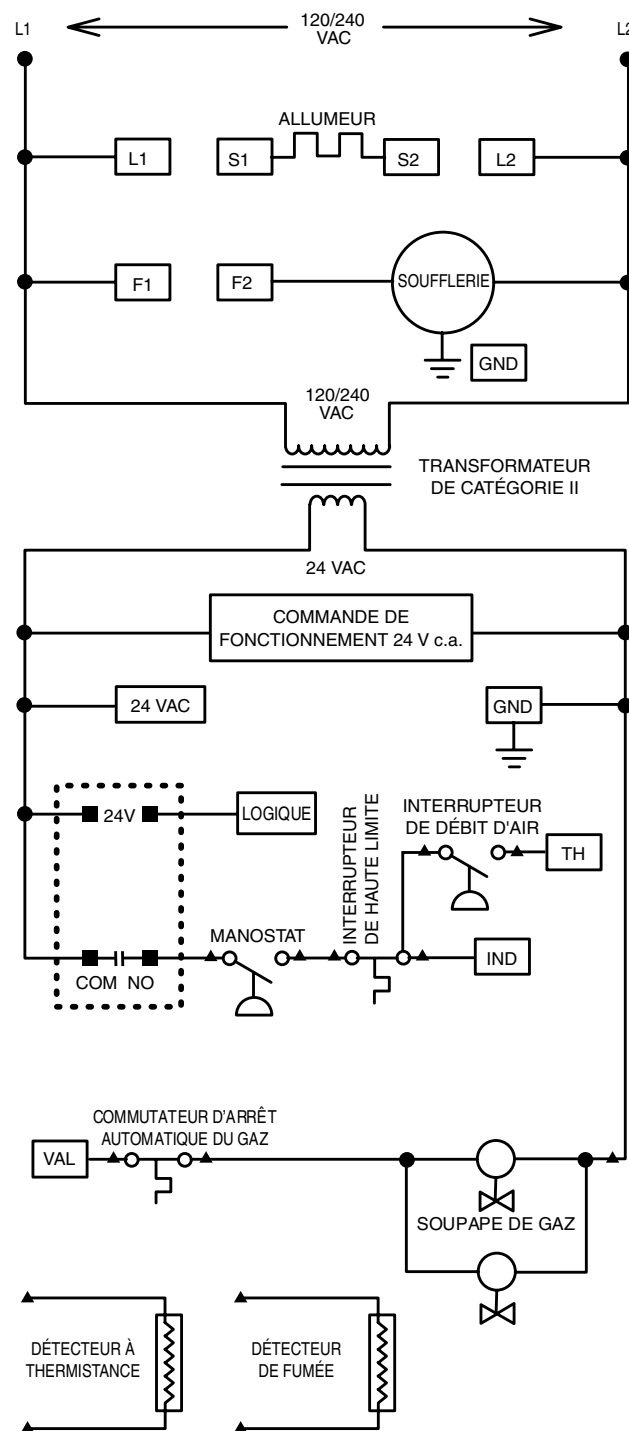 120/240
VAC
L1
L2
ALLUMEUR
L1
S1
S2
L2
F1
F2
SOUFFLERIE
GND
120/240
VAC
TRANSFORMATEUR
DE CATÉGORIE II
24 VAC
COMMANDE DE
FONCTIONNEMENT 24 V c.a.
24 VAC
GND
24V
LOGIQUE
INTERRUPTEUR
DE HAUTE LIMITE
INTERRUPTEUR
DE DÉBIT D'AIR
TH
MANOSTAT
IND
COM NO
COMMUTATEUR D'ARRÊT
AUTOMATIQUE DU GAZ
VAL
SOUPAPE DE GAZ
DÉTECTEUR À
THERMISTANCE
DÉTECTEUR
DE FUMÉE